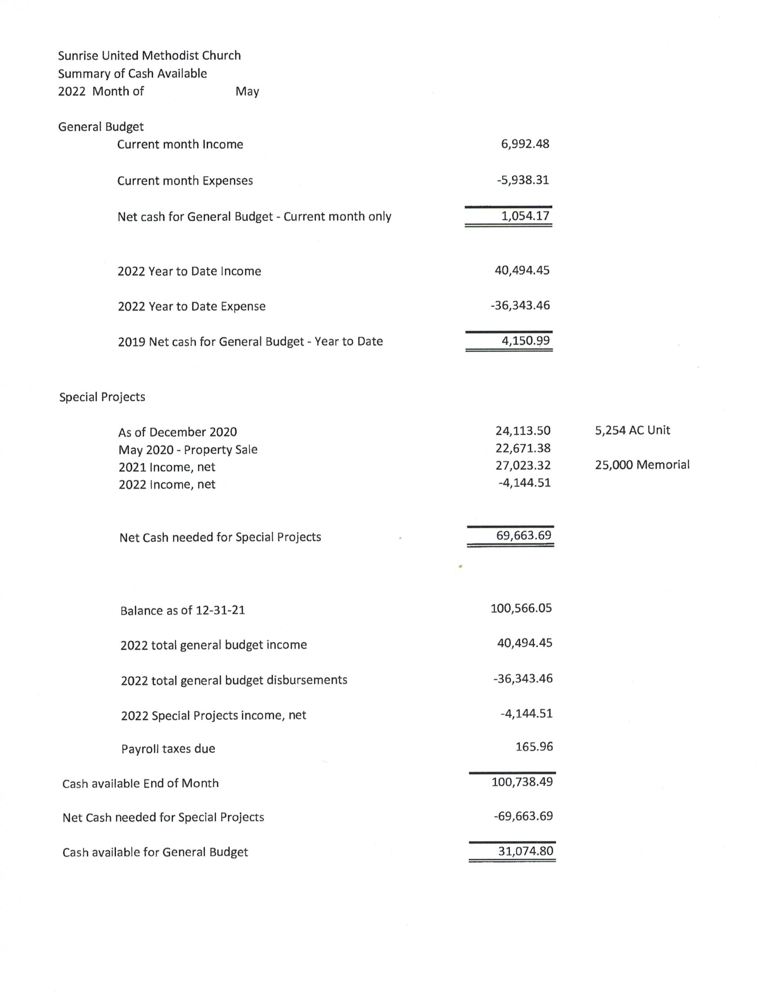 Sunrise United Methodist Church
Summary of Cash Available
2022 Month of May
General Budget
Current month Income 6,992.48
Current month Expenses -5,938.31
Net cash for General Budget - Current month only 1,054.17
2022 Year to Date Income 40,494.45
2022 Year to Date Expense -36,343.46
2019 Net cash for General Budget - Year to Date 4,150.99
Special Projects
As of December 2020 24,113.50 5,254 AC Unit
May 2020 - Property Sale 22,671.38
2021 Income, net 27,023.32 25,000 Memorial
2022 Income, net -4,144.51
Net Cash needed for Special Projects 69,663.69
Balance as of 12-31-21 100,566.05
2022 total general budget income 40,494.45
2022 total general budget disbursements -36,343.46
2022 Special Projects income, net -4,144.51
Payroll taxes due 165.96
Cash available End of Month 100,738.49
Net Cash needed for Special Projects -69,663.69
Cash available for General Budget 31,074.80